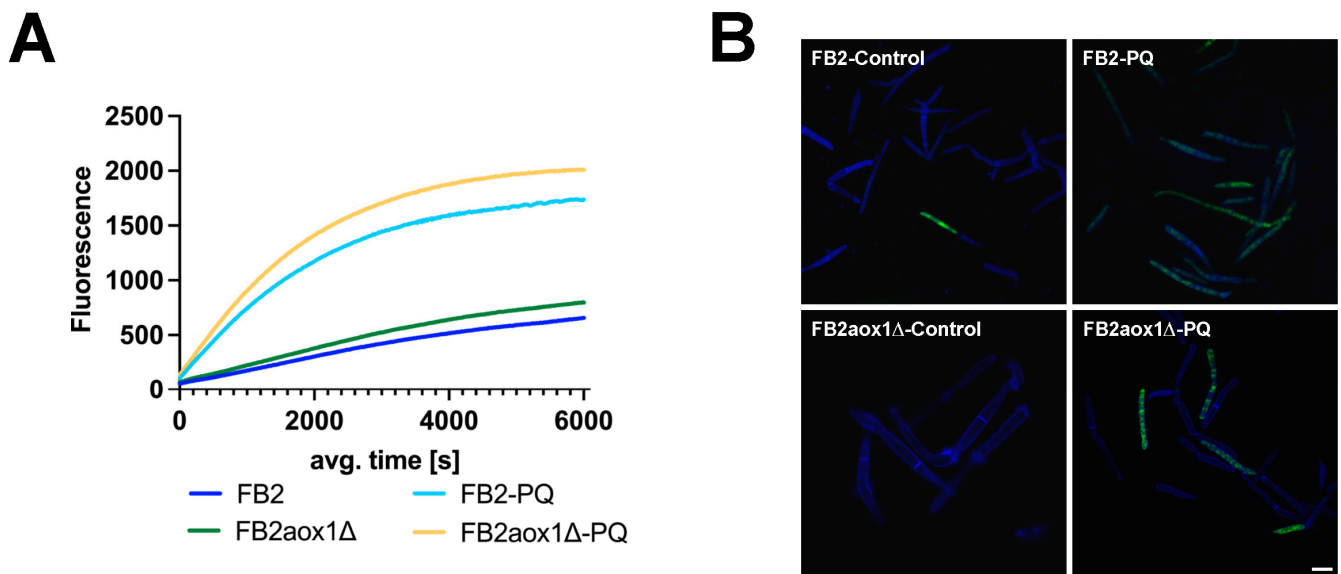 A
2500
2000
1500
1000
500
0
Fluorescence
0 2000 4000 6000
avg. time [s]
FB2 FB2-PQ
FB2aox1Δ FB2aox1Δ-PQ
B
FB2-Control
FB2-PQ
FB2aox1Δ-Control
FB2aox1Δ-PQ